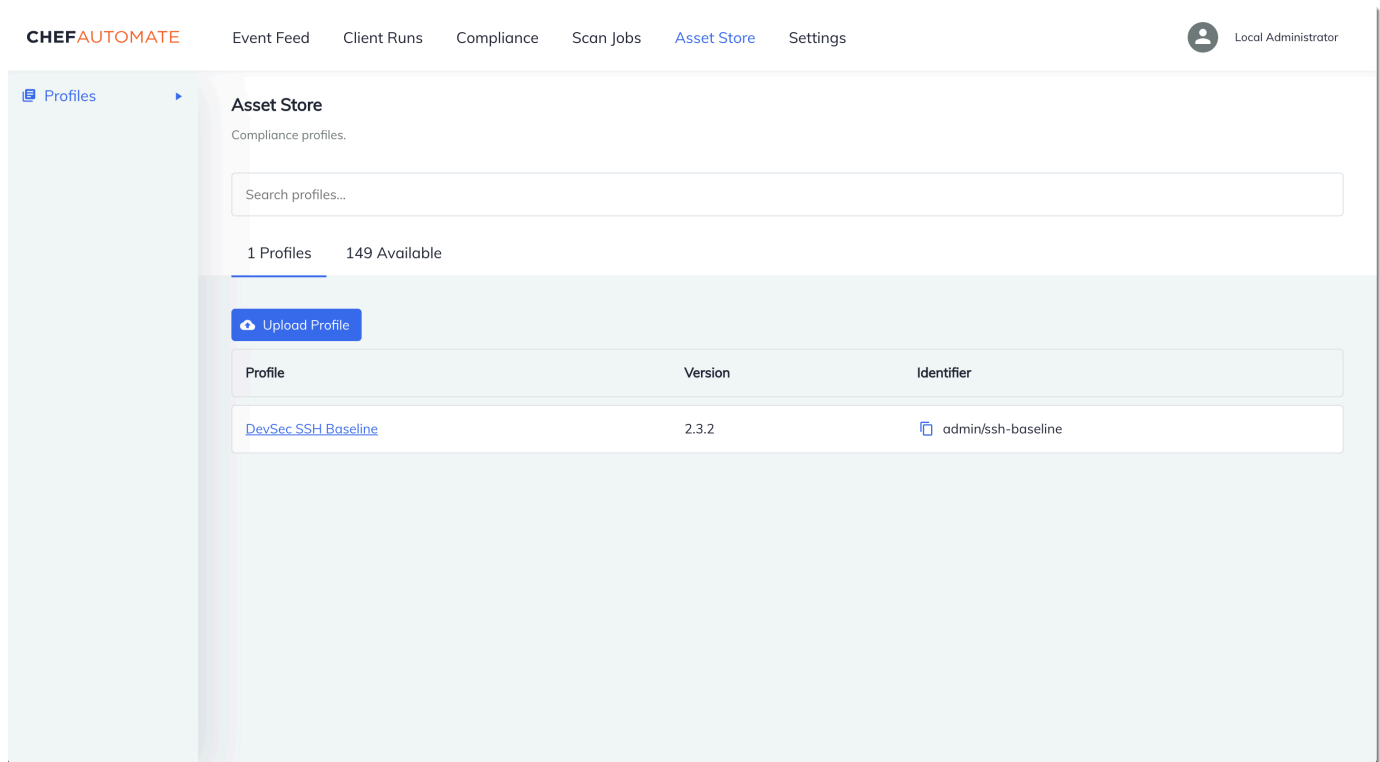 CHEFAUTOMATE Event Feed Client Runs Compliance Scan Jobs Asset Store Settings Local Administrator
Profiles
Asset Store
Compliance profiles.
Search profiles...
1 Profiles 149 Available
Upload Profile
Profile Version Identifier
DevSec SSH Baseline 2.3.2 admin/ssh-baseline